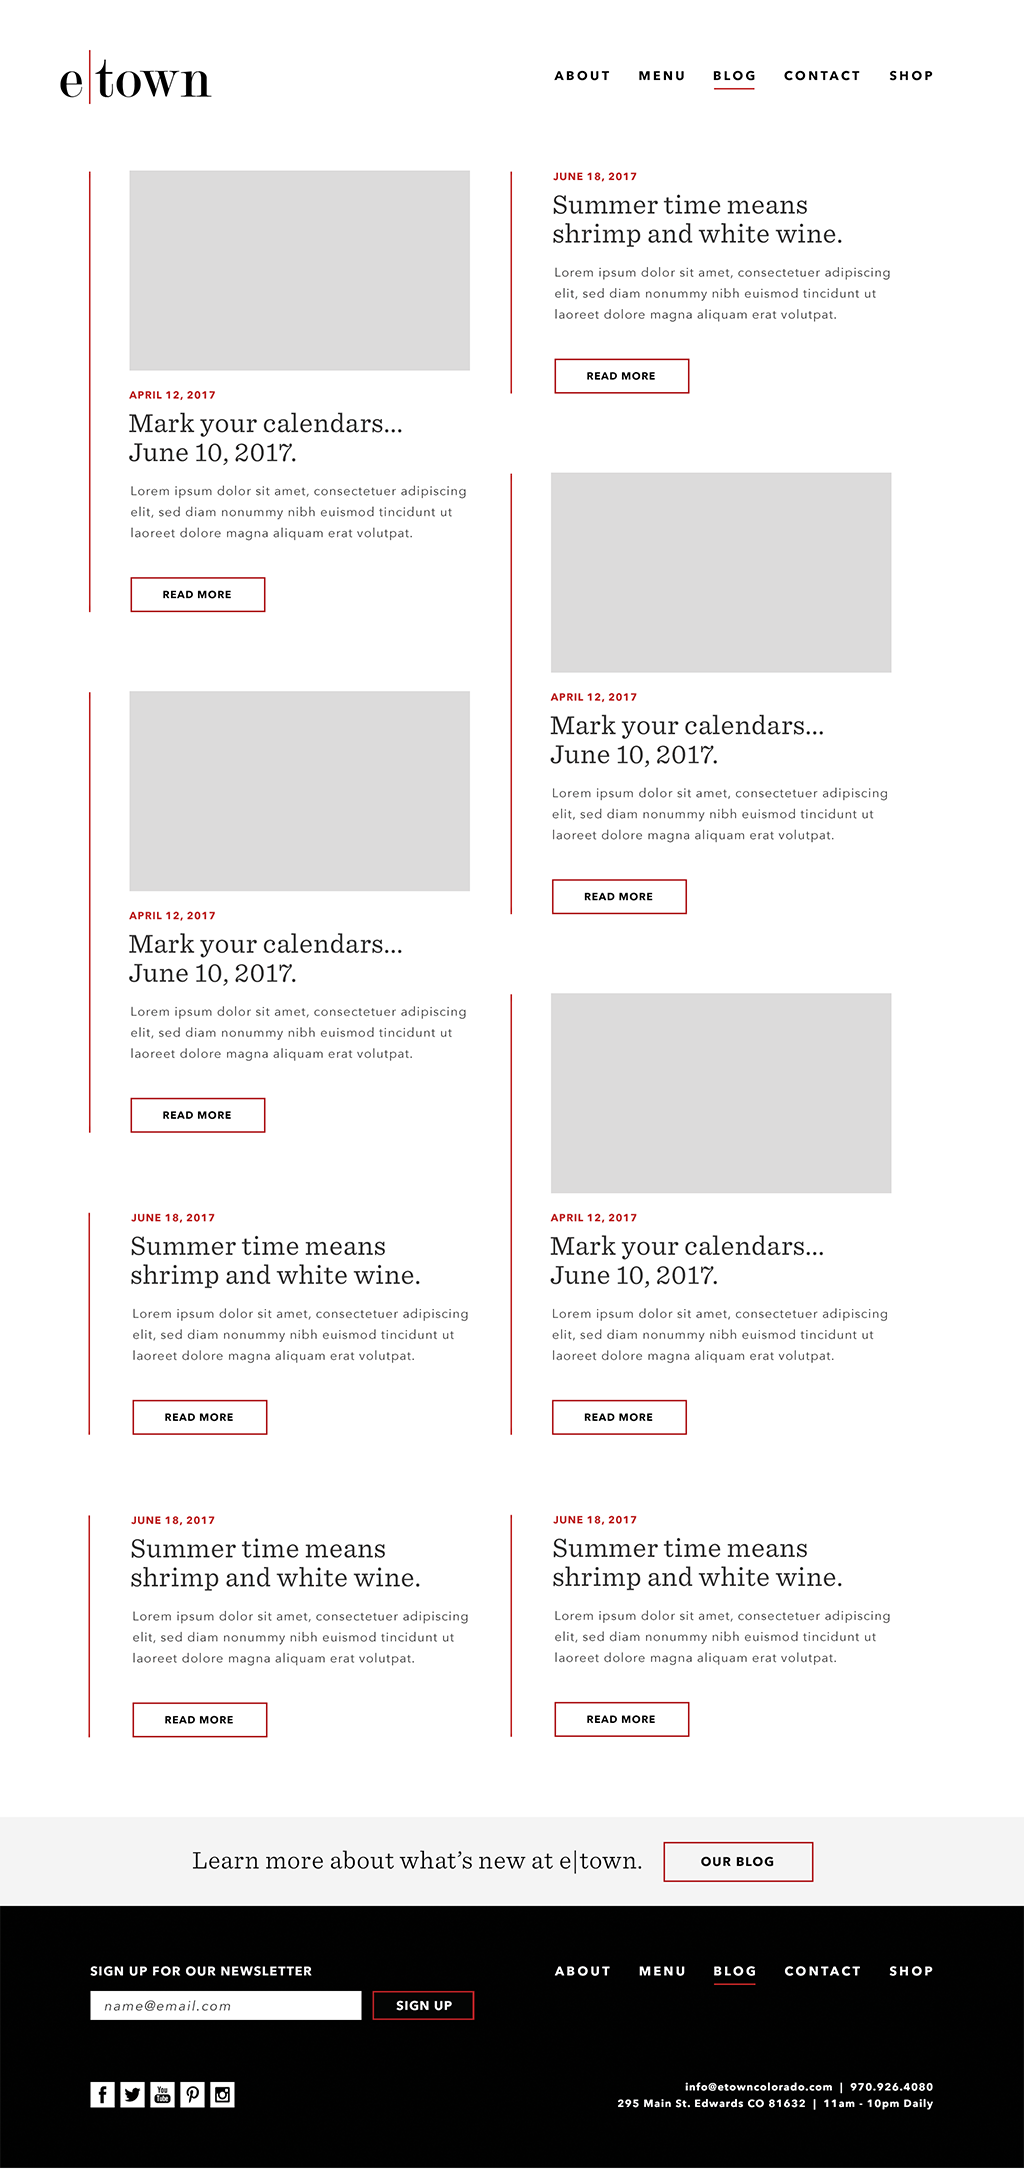 e|town
ABOUT MENU BLOG CONTACT SHOP
APRIL 12, 2017
Mark your calendars...
June 10, 2017.
Lorem ipsum dolor sit amet, consectetuer adipiscing
elit, sed diam nonummy nibh euismod tincidunt ut
laoreet dolore magna aliquam erat volutpat.
READ MORE
APRIL 12, 2017
Mark your calendars...
June 10, 2017.
Lorem ipsum dolor sit amet, consectetuer adipiscing
elit, sed diam nonummy nibh euismod tincidunt ut
laoreet dolore magna aliquam erat volutpat.
READ MORE
JUNE 18, 2017
Summer time means
shrimp and white wine.
Lorem ipsum dolor sit amet, consectetuer adipiscing
elit, sed diam nonummy nibh euismod tincidunt ut
laoreet dolore magna aliquam erat volutpat.
READ MORE
JUNE 18, 2017
Summer time means
shrimp and white wine.
Lorem ipsum dolor sit amet, consectetuer adipiscing
elit, sed diam nonummy nibh euismod tincidunt ut
laoreet dolore magna aliquam erat volutpat.
READ MORE
JUNE 18, 2017
Summer time means
shrimp and white wine.
Lorem ipsum dolor sit amet, consectetuer adipiscing
elit, sed diam nonummy nibh euismod tincidunt ut
laoreet dolore magna aliquam erat volutpat.
READ MORE
APRIL 12, 2017
Mark your calendars...
June 10, 2017.
Lorem ipsum dolor sit amet, consectetuer adipiscing
elit, sed diam nonummy nibh euismod tincidunt ut
laoreet dolore magna aliquam erat volutpat.
READ MORE
APRIL 12, 2017
Mark your calendars...
June 10, 2017.
Lorem ipsum dolor sit amet, consectetuer adipiscing
elit, sed diam nonummy nibh euismod tincidunt ut
laoreet dolore magna aliquam erat volutpat.
READ MORE
JUNE 18, 2017
Summer time means
shrimp and white wine.
Lorem ipsum dolor sit amet, consectetuer adipiscing
elit, sed diam nonummy nibh euismod tincidunt ut
laoreet dolore magna aliquam erat volutpat.
READ MORE
Learn more about what's new at e|town.
OUR BLOG
SIGN UP FOR OUR NEWSLETTER
name@email.com
SIGN UP
ABOUT MENU BLOG CONTACT SHOP
You
Tube
info@etowncolorado.com | 970.926.4080
295 Main St. Edwards CO 81632 | 11am - 10pm Daily